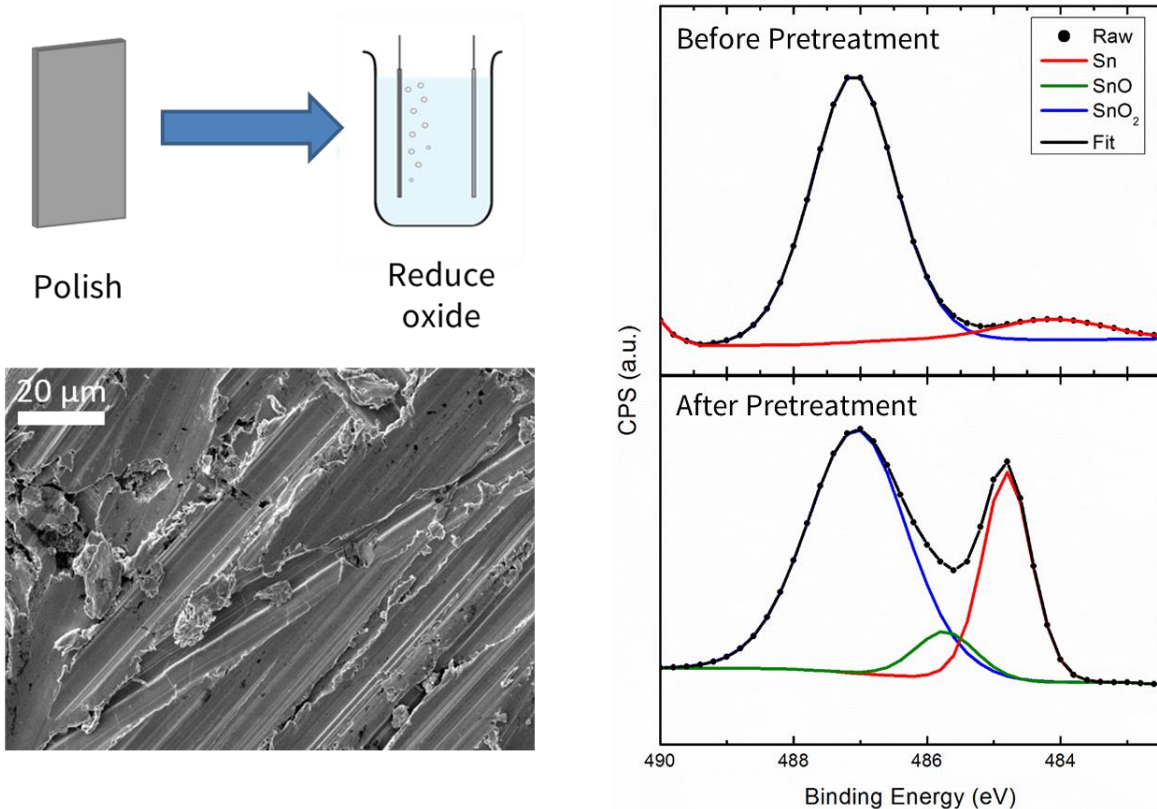 Polish
Reduce
oxide
20 µm
Before Pretreatment
Raw
Sn
SnO
SnO₂
Fit
After Pretreatment
CPS (a.u.)
490
488
486
484
Binding Energy (eV)